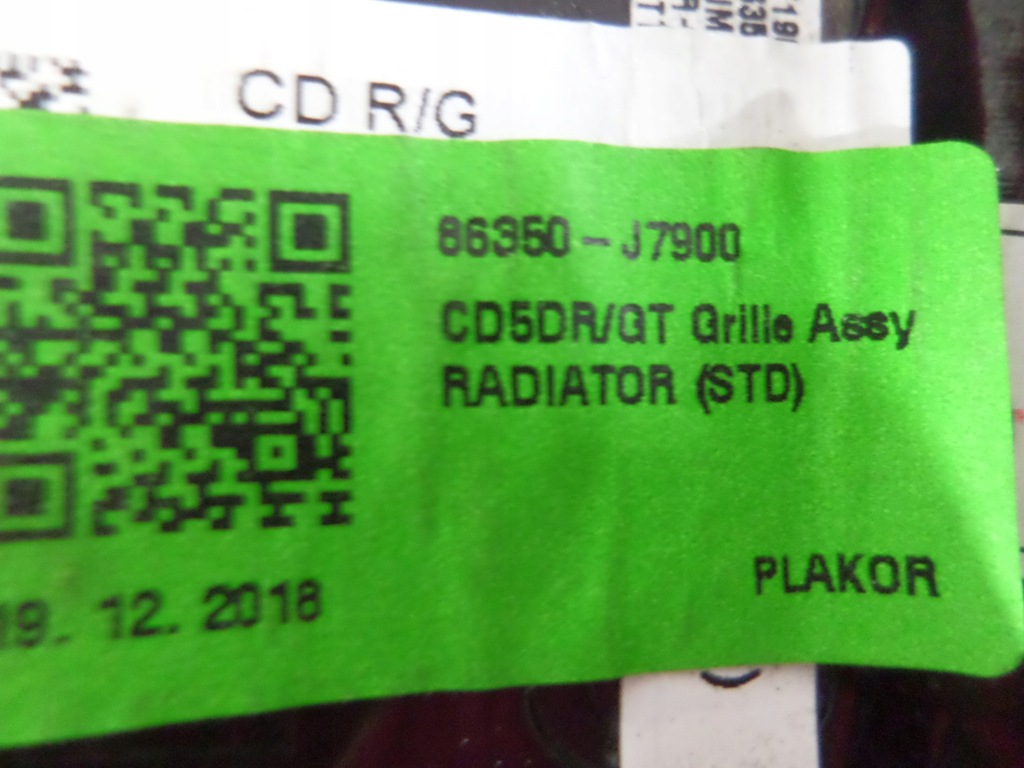 CD R/G
86350-J7900
CD5DR/GT Grille Assy
RADIATOR (STD)
PLAKOR
19. 12. 2018